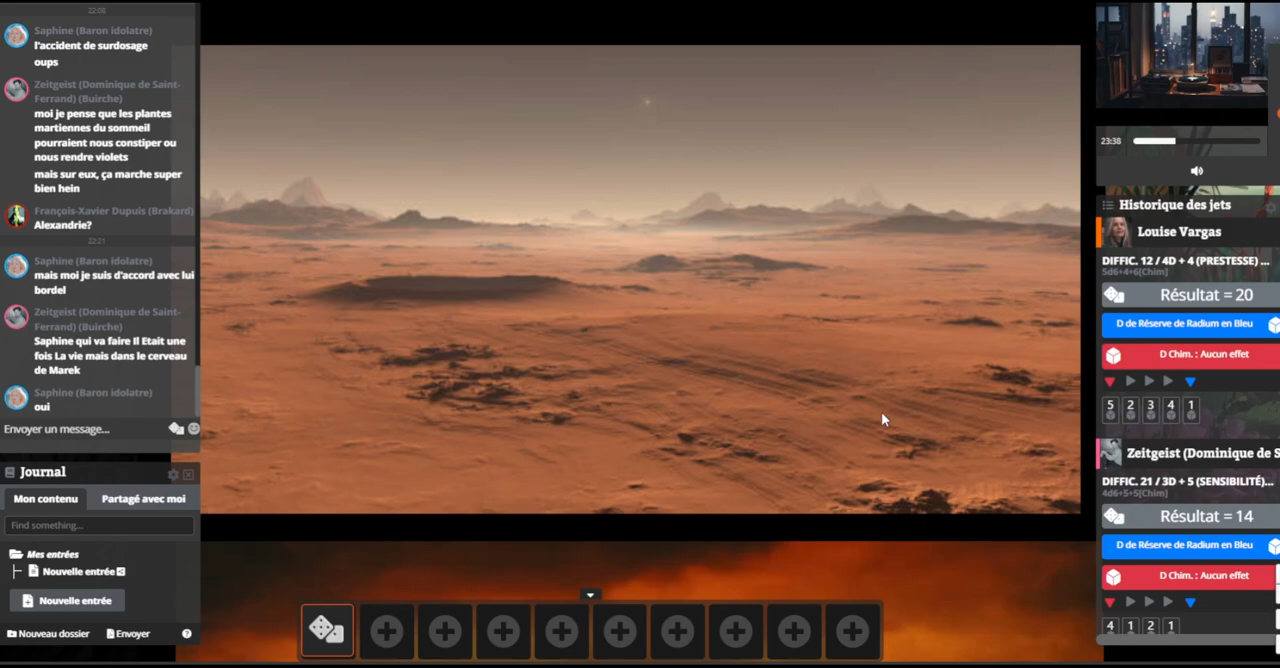 22:08
Saphine (Baron idolatre)
l'accident de surdosage
oups
Zeitgeist (Dominique de Saint-
Ferrand) (Buirche)
moi je pense que les plantes
martiennes du sommeil
pourraient nous constiper ou
nous rendre violets
mais sur eux, ça marche super
bien hein
François-Xavier Dupuis (Brakard)
Alexandrie?
22:21
Saphine (Baron idolatre)
mais moi je suis d'accord avec lui
bordel
Zeitgeist (Dominique de Saint-
Ferrand) (Buirche)
Saphine qui va faire Il Etait une
fois La vie mais dans le cerveau
de Marek
Saphine (Baron idolatre)
oui
Envoyer un message...
Journal
Mon contenu
Partagé avec moi
Find something...
Mes entrées
Nouvelle entrée
Nouvelle entrée
Nouveau dossier
Envoyer
?
23:38
Historique des jets
Louise Vargas
DIFFIC. 12 / 4D + 4 (PRESTESSE) ...
5d6+4+6[Chim]
Résultat = 20
D de Réserve de Radium en Bleu
D Chim. : Aucun effet
5 2 3 4 1
Zeitgeist (Dominique de S
DIFFIC. 21 / 3D + 5 (SENSIBILITÉ)...
4d6+5+5[Chim]
Résultat = 14
D de Réserve de Radium en Bleu
D Chim. : Aucun effet
4 1 2 1